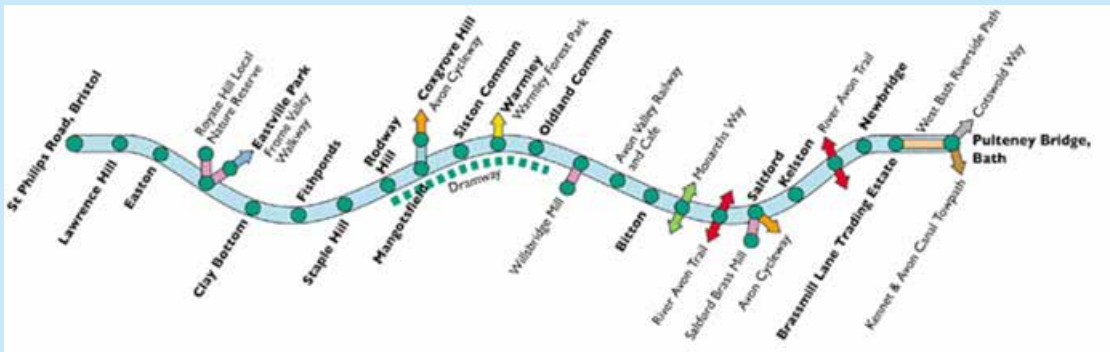 St Philips Road, Bristol
Lawrence Hill
Easton
Royate Hill Local
Nature Reserve
Eastville Park
Frome Valley
Walkway
Clay Bottom
Fishponds
Staple Hill
Rodway
Hill
Mangotsfield
Coxgrove Hill
Avon Cycleway
Dramway
Siston Common
Warmley
Warmley Forest Park
Oldland Common
Willsbridge Mill
Avon Valley Railway
and Cafe
Bitton
Monarchs Way
River Avon Trail
Saltford Brass Mill
Saltford
Avon Cycleway
Kelston
River Avon Trail
Newbridge
Brassmill Lane Trading Estate
West Bath Riverside Path
Cotswold Way
Pulteney Bridge,
Bath
Kennet & Avon Canal Towpath